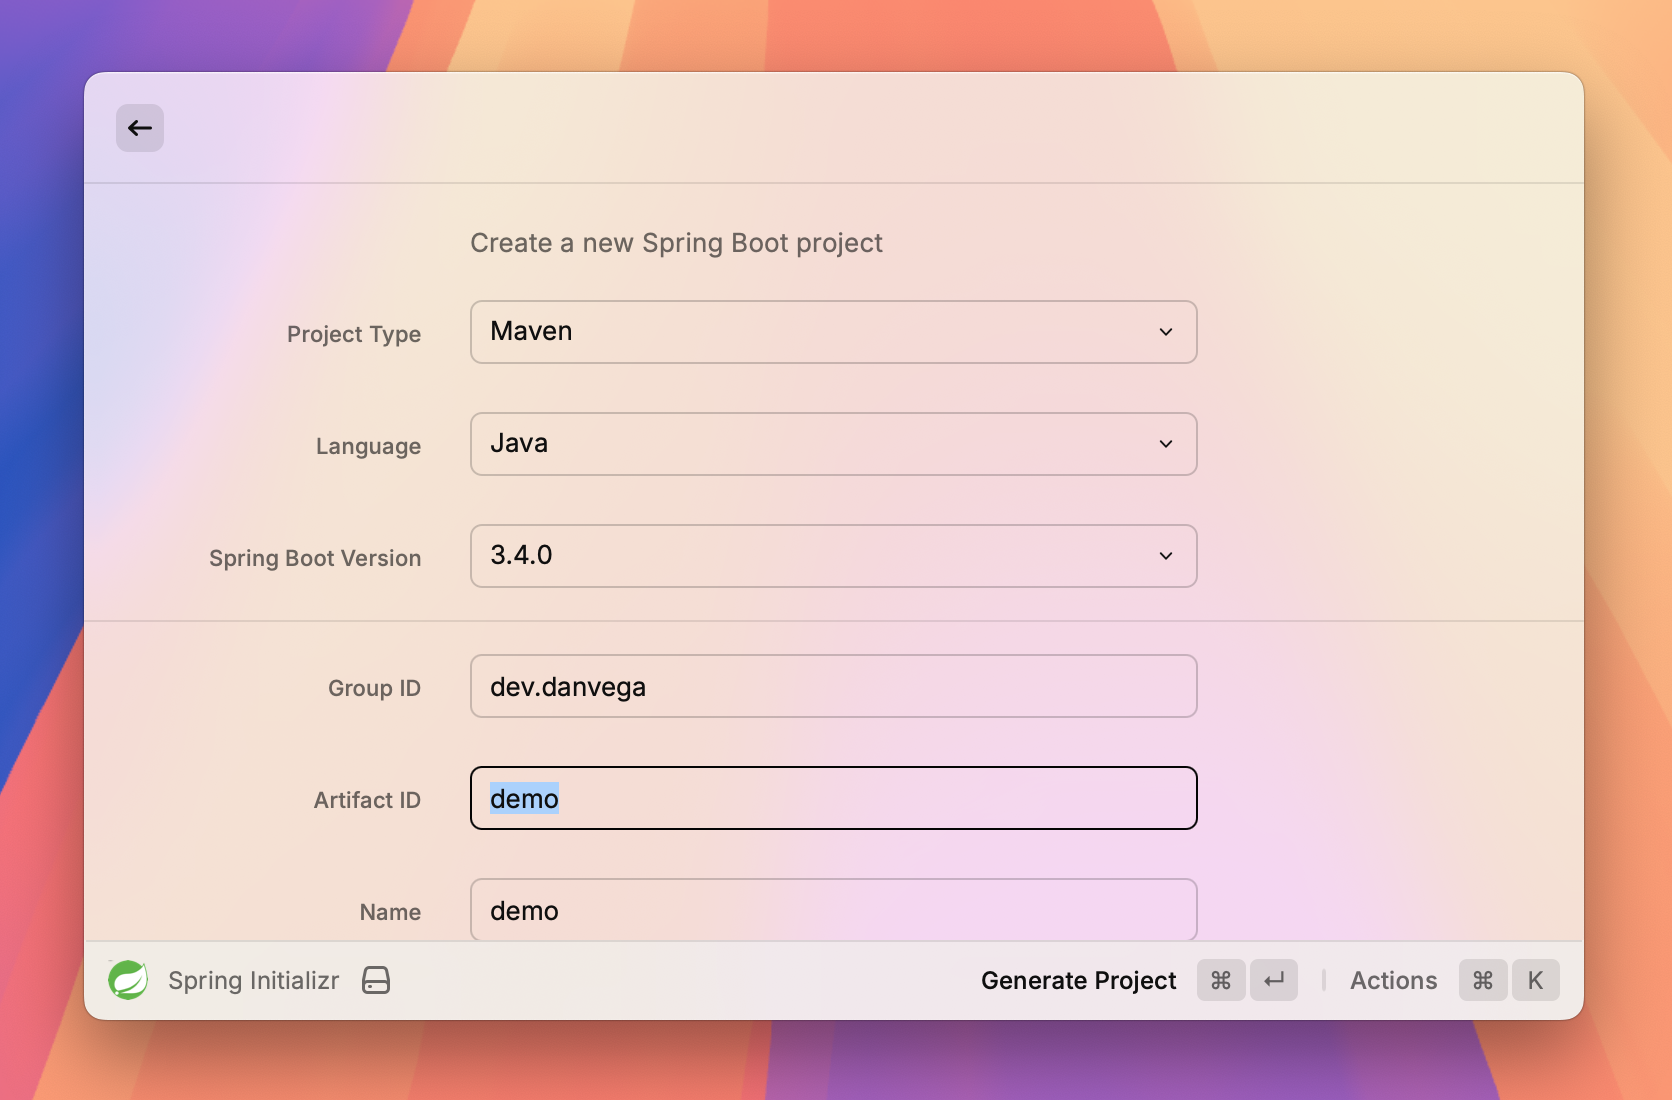 Create a new Spring Boot project
Project Type
Maven
Language
Java
Spring Boot Version
3.4.0
Group ID
dev.danvega
Artifact ID
demo
Name
demo
Spring Initializr
Generate Project ⌘ ↵ | Actions ⌘ K